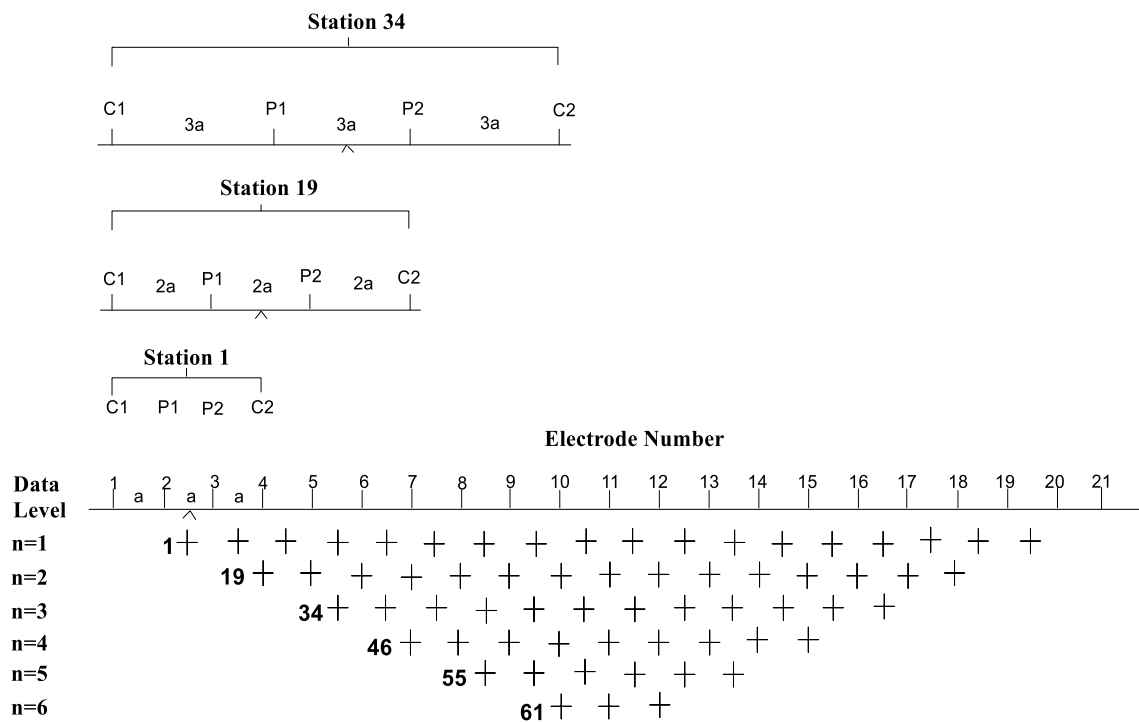 Station 34
C1 P1 P2 C2
3a 3a 3a
Station 19
C1 P1 P2 C2
2a 2a 2a
Station 1
C1 P1 P2 C2
Electrode Number
Data Level
1 2 3 4 5 6 7 8 9 10 11 12 13 14 15 16 17 18 19 20 21
a a a
n=1 1
n=2 19
n=3 34
n=4 46
n=5 55
n=6 61